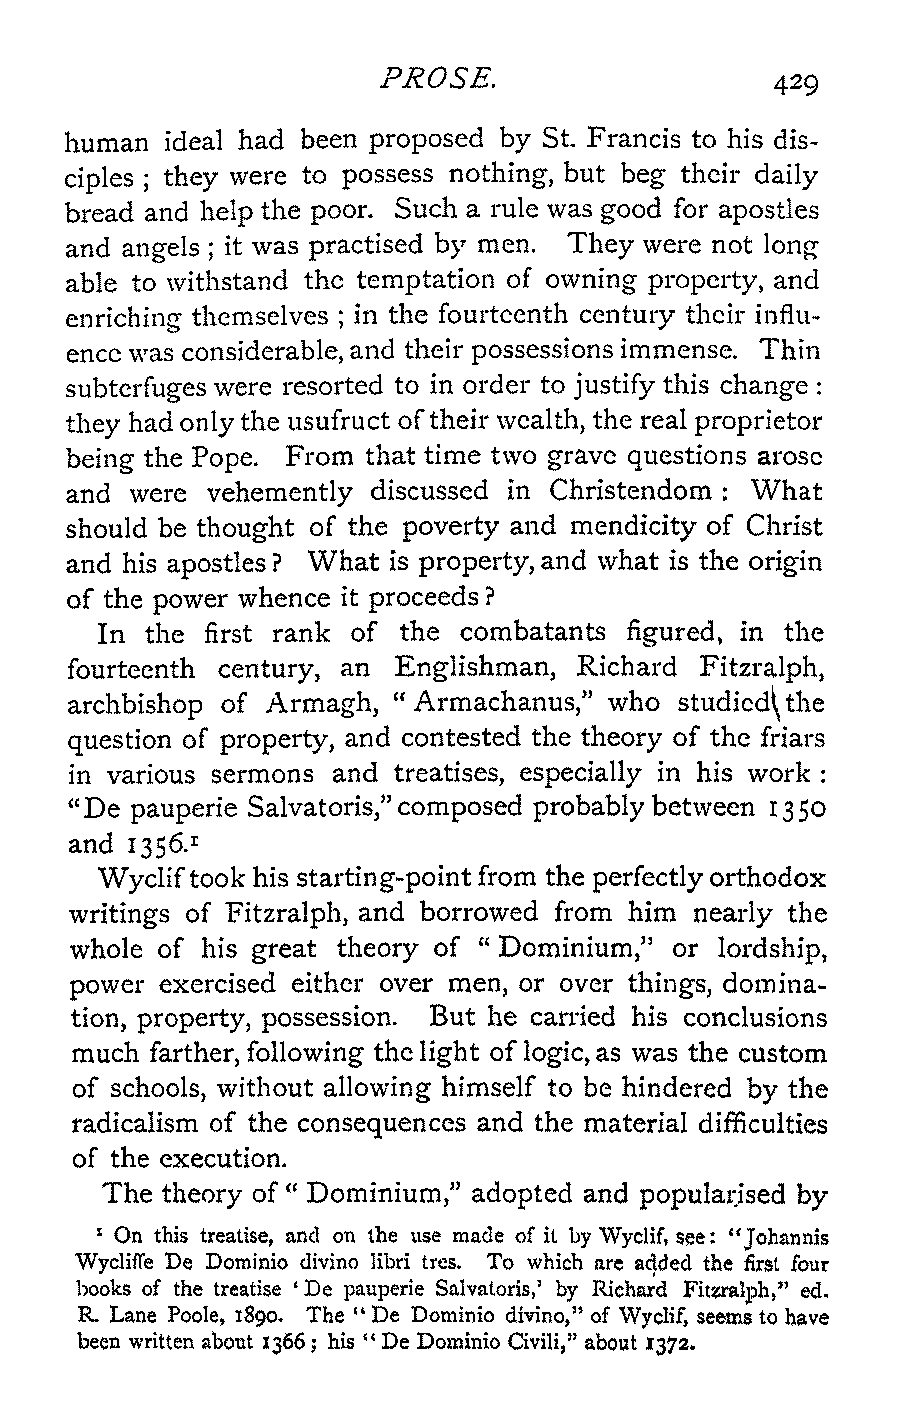 PROSE. 429
human ideal had been proposed by St. Francis to his dis-
ciples ; they were to possess nothing, but beg their daily
bread and help the poor. Such a rule was good for apostles
and angels ; it was practised by men. They were not long
able to withstand the temptation of owning property, and
enriching themselves ; in the fourteenth century their influ-
ence was considerable, and their possessions immense. Thin
subterfuges were resorted to in order to justify this change :
they had only the usufruct of their wealth, the real proprietor
being the Pope. From that time two grave questions arose
and were vehemently discussed in Christendom : What
should be thought of the poverty and mendicity of Christ
and his apostles ? What is property, and what is the origin
of the power whence it proceeds ?
In the first rank of the combatants figured, in the
fourteenth century, an Englishman, Richard Fitzralph,
archbishop of Armagh, " Armachanus," who studied the
question of property, and contested the theory of the friars
in various sermons and treatises, especially in his work :
"De pauperie Salvatoris," composed probably between 1350
and 1356.¹
Wyclif took his starting-point from the perfectly orthodox
writings of Fitzralph, and borrowed from him nearly the
whole of his great theory of " Dominium," or lordship,
power exercised either over men, or over things, domina-
tion, property, possession. But he carried his conclusions
much farther, following the light of logic, as was the custom
of schools, without allowing himself to be hindered by the
radicalism of the consequences and the material difficulties
of the execution.
The theory of " Dominium," adopted and popularised by
¹ On this treatise, and on the use made of it by Wyclif, see: "Johannis
Wycliffe De Dominio divino libri tres. To which are added the first four
books of the treatise ' De pauperie Salvatoris,' by Richard Fitzralph," ed.
R. Lane Poole, 1890. The " De Dominio divino," of Wyclif, seems to have
been written about 1366 ; his " De Dominio Civili," about 1372.